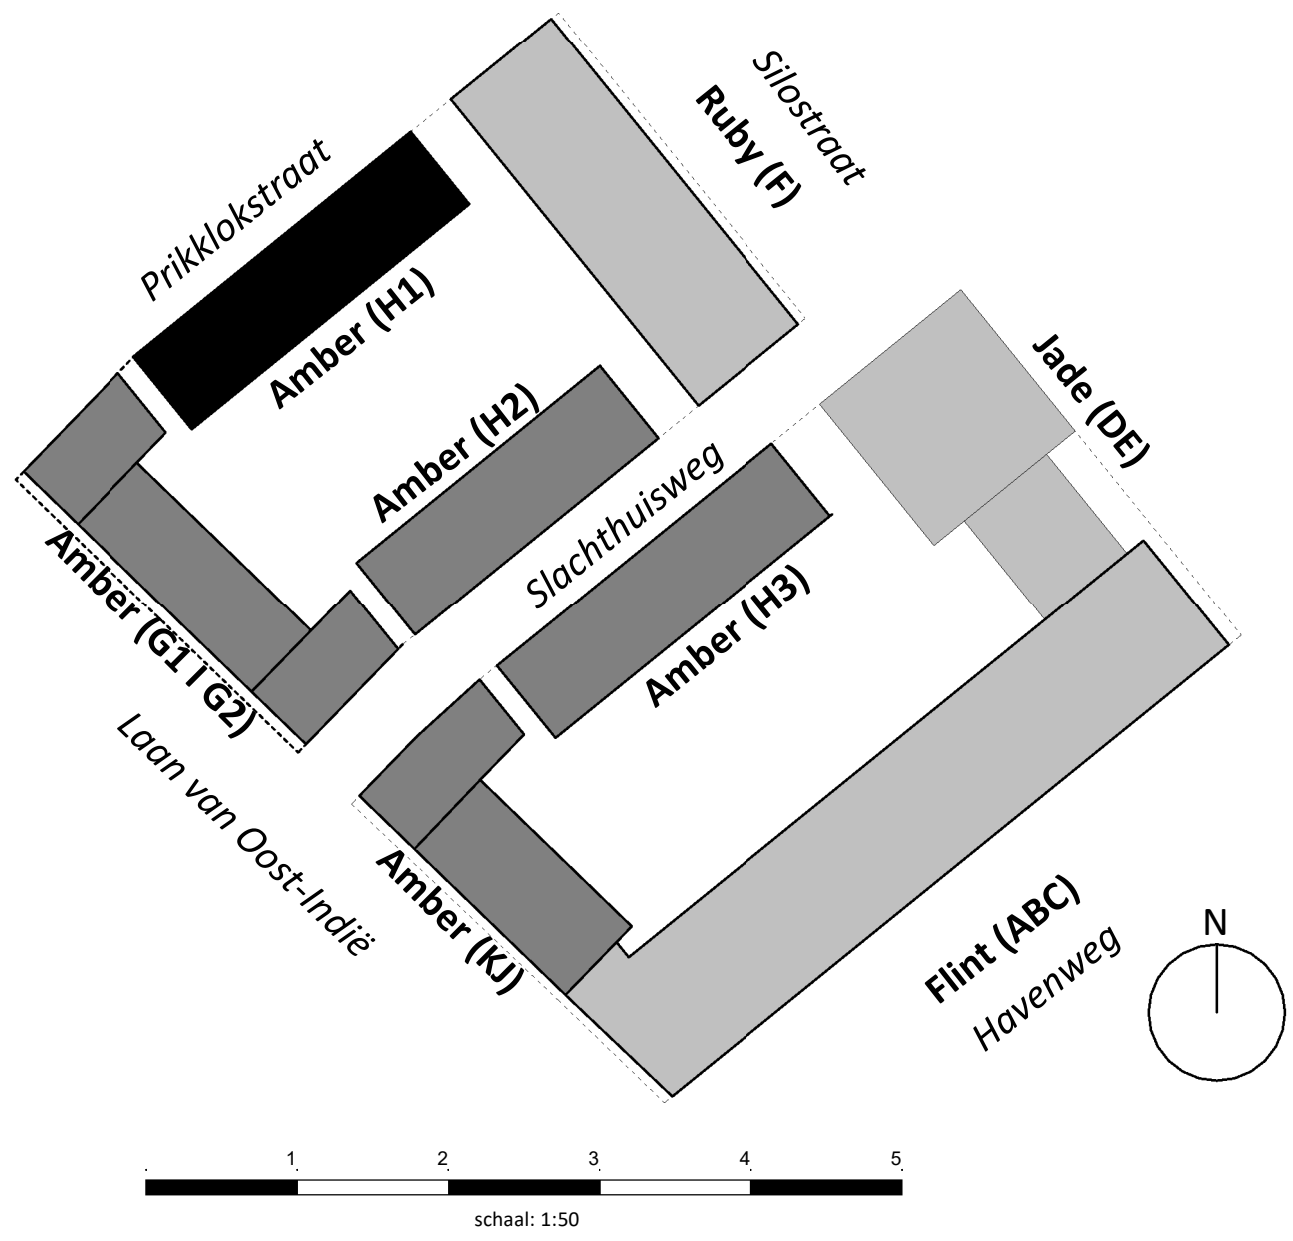 Silostraat
Ruby (F)
Prikklokstraat
Amber (H1)
Jade (DE)
Amber (H2)
Slachthuisweg
Amber (H3)
Amber (G1 I G2)
Laan van Oost-Indië
Amber (KJ)
Flint (ABC)
Havenweg
N
1 2 3 4 5
schaal: 1:50